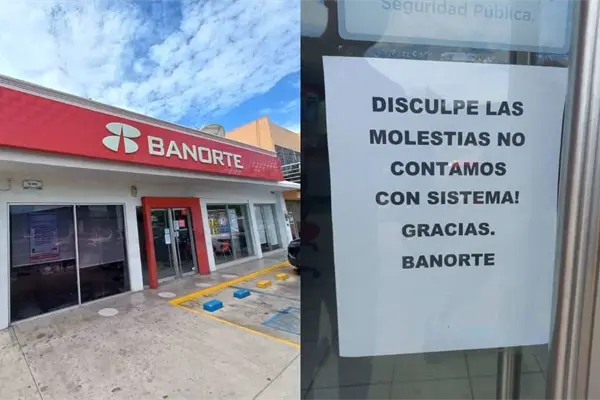 BANORTE
Seguridad Pública.
DISCULPE LAS
MOLESTIAS NO
CONTAMOS
CON SISTEMA!
GRACIAS.
BANORTE